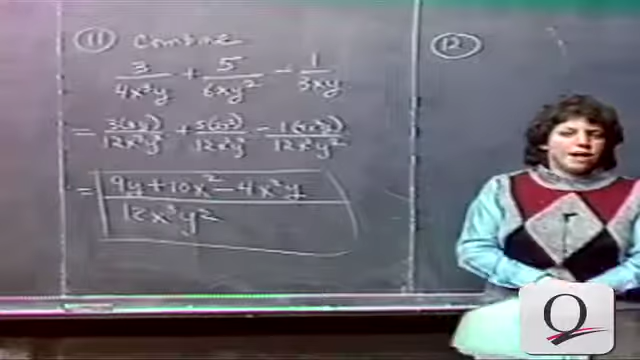 ⑪ Combine
3/4x³y + 5/6xy² - 1/3xy
= 3(3y)/12x³y² + 5(2x²)/12x³y² - 1(4x²y)/12x³y²
= 9y+10x²-4x²y/12x³y²
⑫
Q